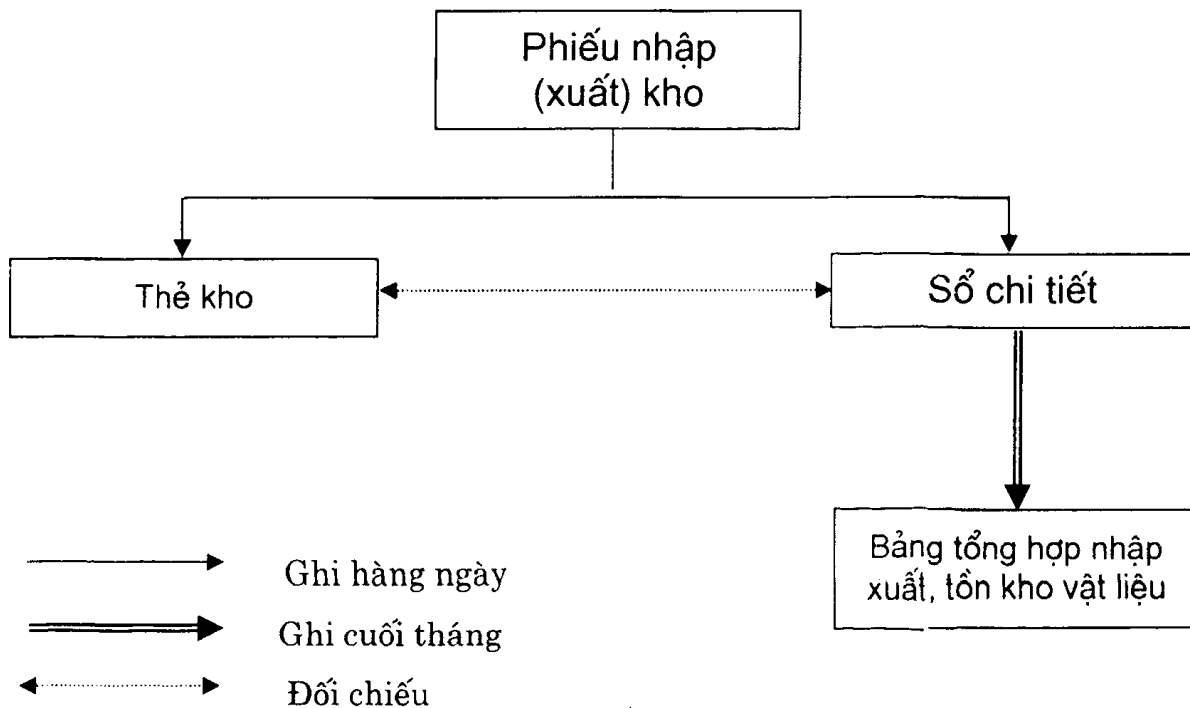 Phiếu nhập
(xuất) kho
Thẻ kho
Sổ chi tiết
Bảng tổng hợp nhập
xuất, tồn kho vật liệu
Ghi hàng ngày
Ghi cuối tháng
Đối chiếu